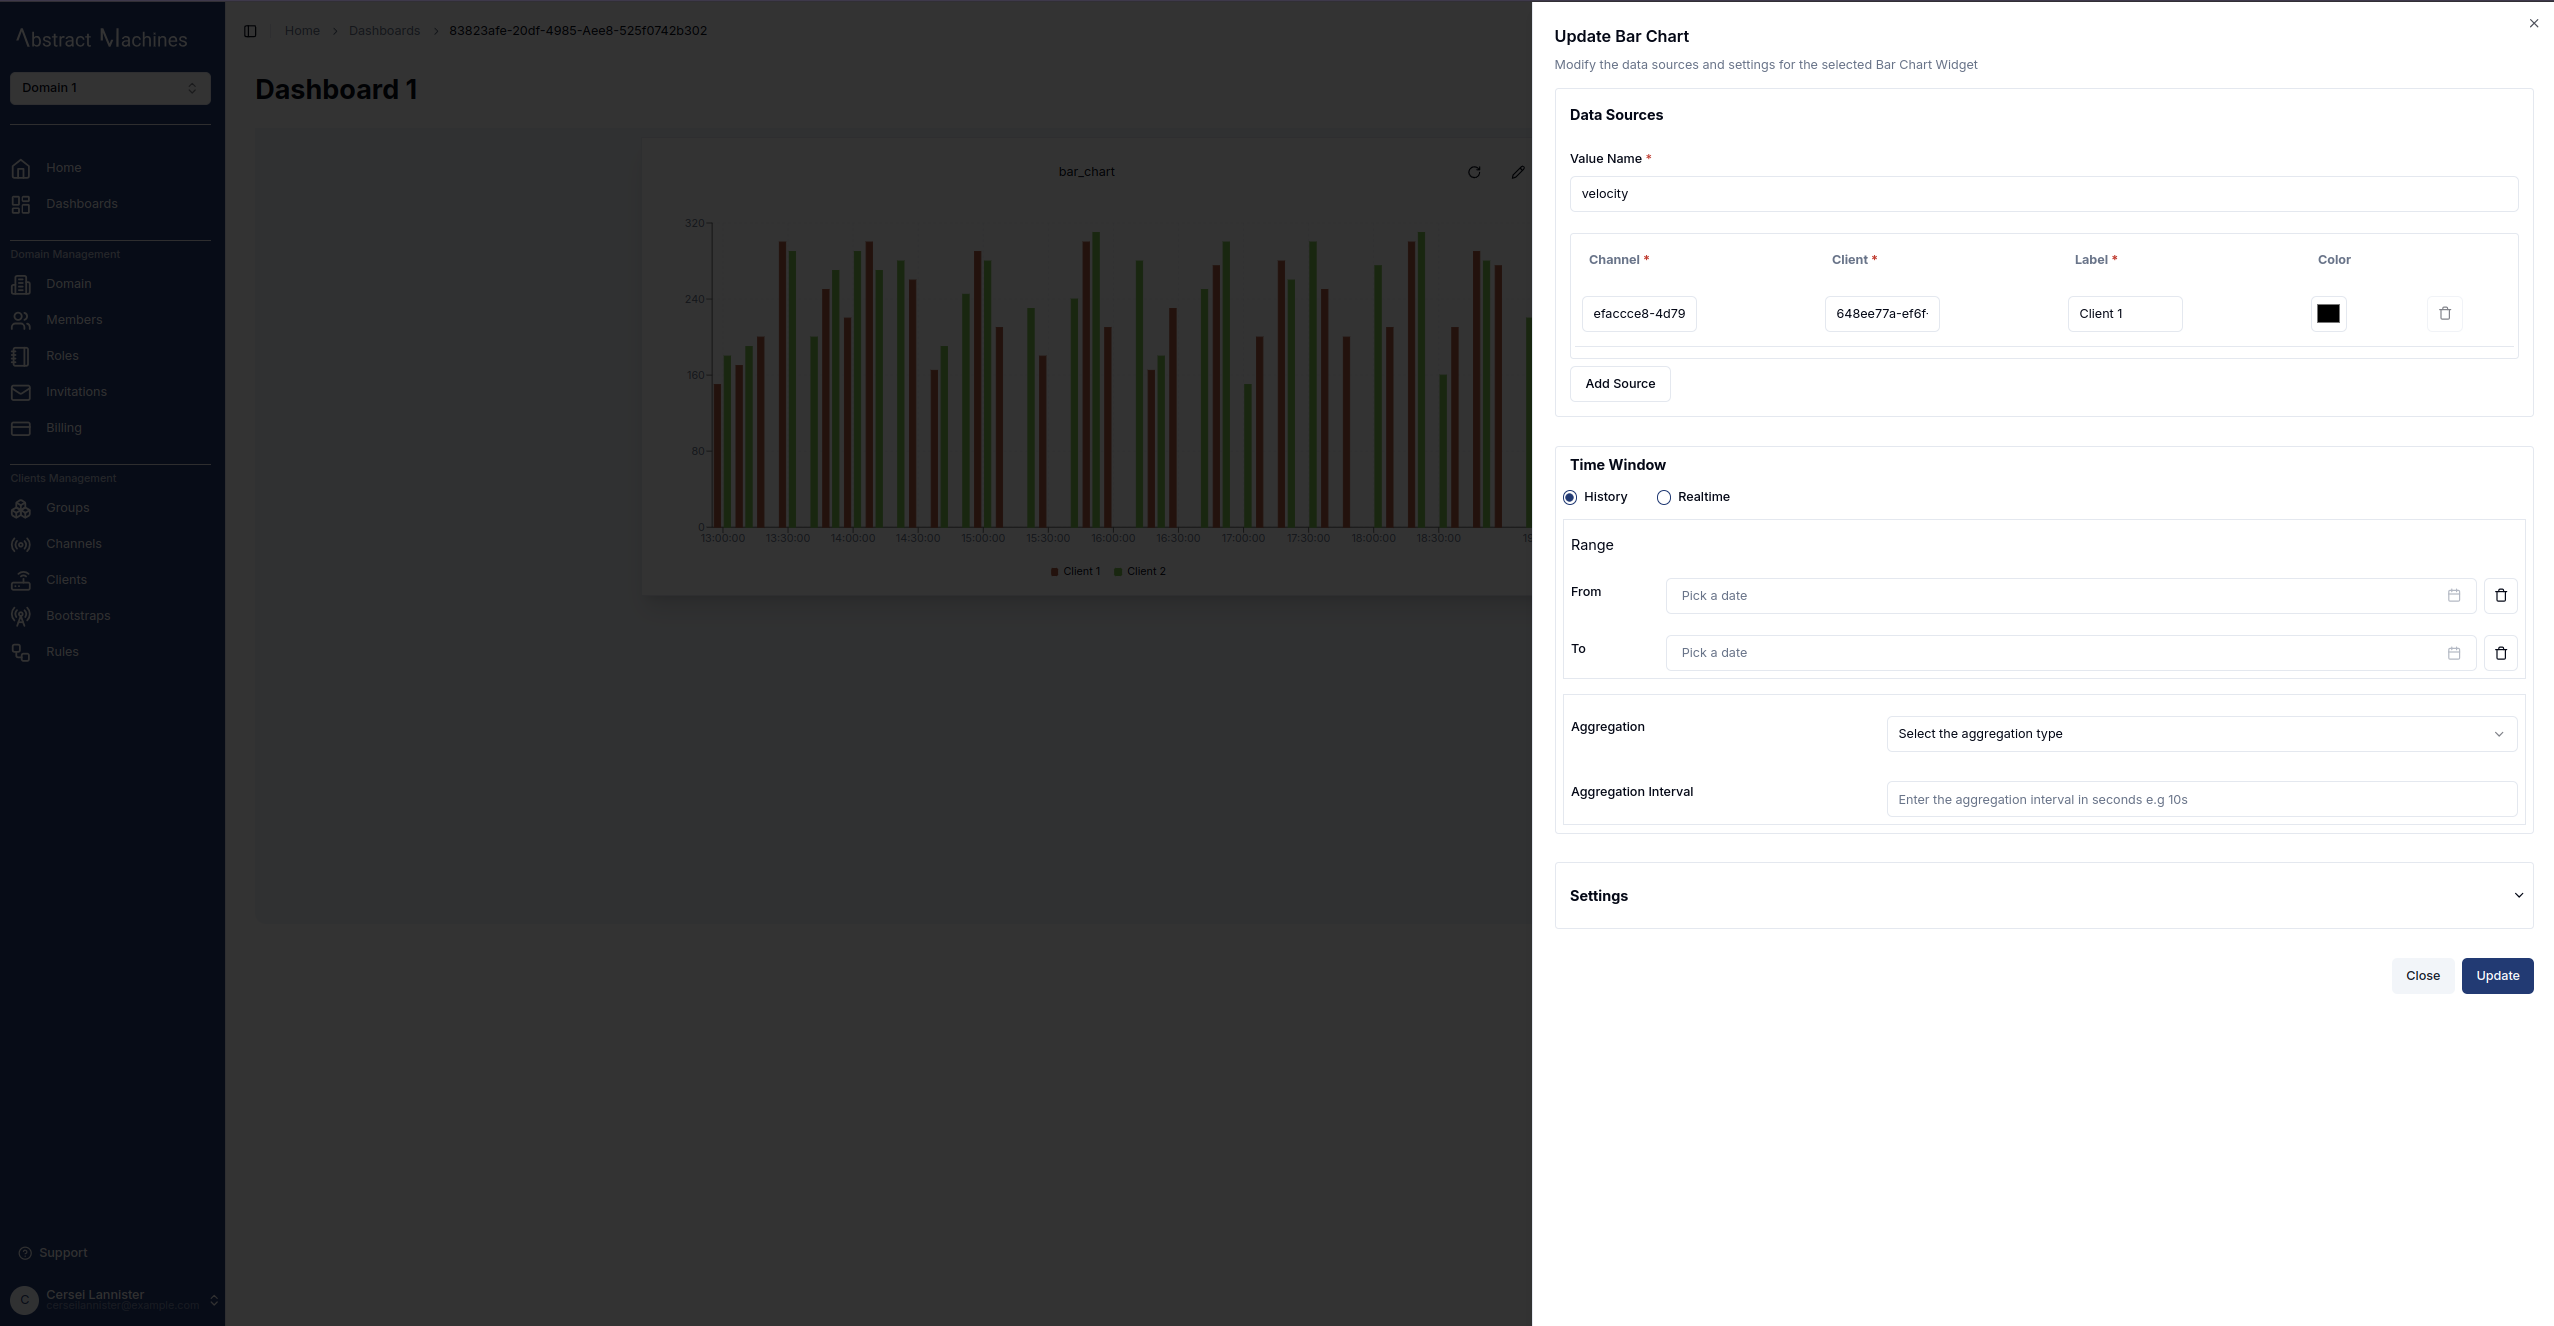 Abstract Machines
Domain 1
Home
Dashboards
Domain Management
Domain
Members
Roles
Invitations
Billing
Clients Management
Groups
Channels
Clients
Bootstraps
Rules
Support
C
Cersei Lannister
cerseilannister@example.com
Home > Dashboards > 83823afe-20df-4985-Aee8-525f0742b302
Dashboard 1
bar_chart
320
240
160
80
0
13:00:00 13:30:00 14:00:00 14:30:00 15:00:00 15:30:00 16:00:00 16:30:00 17:00:00 17:30:00 18:00:00 18:30:00
Client 1 Client 2
Update Bar Chart
Modify the data sources and settings for the selected Bar Chart Widget
Data Sources
Value Name *
velocity
Channel * Client * Label * Color
efaccce8-4d79 648ee77a-ef6f- Client 1
Add Source
Time Window
History Realtime
Range
From Pick a date
To Pick a date
Aggregation Select the aggregation type
Aggregation Interval Enter the aggregation interval in seconds e.g 10s
Settings
Close Update